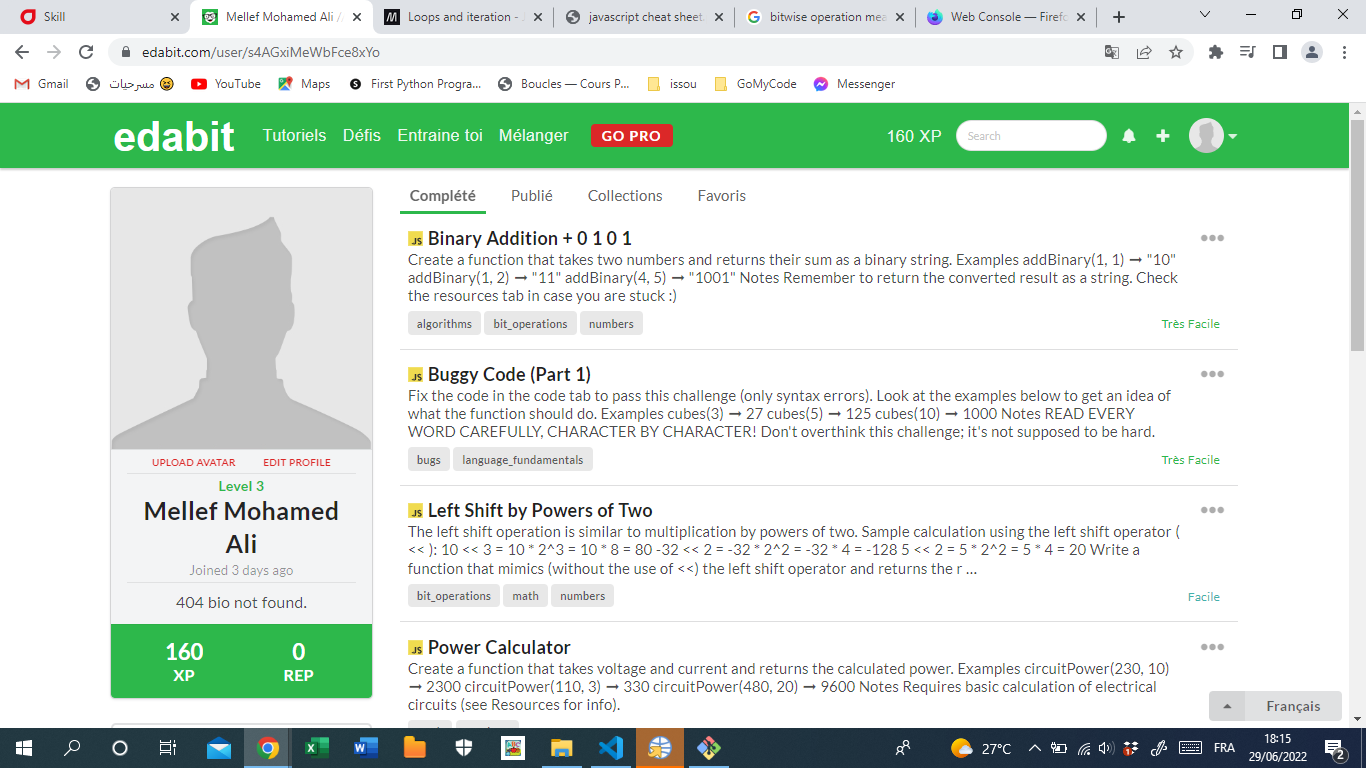 Skill
Mellef Mohamed Ali /
Loops and iteration -
javascript cheat sheet
bitwise operation mea
Web Console — Firefo
edabit.com/user/s4AGxiMeWbFce8xYo
Gmail
مسرحيات 😆
YouTube
Maps
First Python Progra...
Boucles — Cours P...
issou
GoMyCode
Messenger
edabit
Tutoriels
Défis
Entraine toi
Mélanger
GO PRO
160 XP
Search
UPLOAD AVATAR
EDIT PROFILE
Level 3
Mellef Mohamed
Ali
Joined 3 days ago
404 bio not found.
160
XP
0
REP
Complété
Publié
Collections
Favoris
JS Binary Addition + 0 1 0 1
Create a function that takes two numbers and returns their sum as a binary string. Examples addBinary(1, 1) ➞ "10"
addBinary(1, 2) ➞ "11" addBinary(4, 5) ➞ "1001" Notes Remember to return the converted result as a string. Check
the resources tab in case you are stuck :)
algorithms
bit_operations
numbers
Très Facile
JS Buggy Code (Part 1)
Fix the code in the code tab to pass this challenge (only syntax errors). Look at the examples below to get an idea of
what the function should do. Examples cubes(3) ➞ 27 cubes(5) ➞ 125 cubes(10) ➞ 1000 Notes READ EVERY
WORD CAREFULLY, CHARACTER BY CHARACTER! Don't overthink this challenge; it's not supposed to be hard.
bugs
language_fundamentals
Très Facile
JS Left Shift by Powers of Two
The left shift operation is similar to multiplication by powers of two. Sample calculation using the left shift operator (
<< ): 10 << 3 = 10 * 2^3 = 10 * 8 = 80 -32 << 2 = -32 * 2^2 = -32 * 4 = -128 5 << 2 = 5 * 2^2 = 5 * 4 = 20 Write a
function that mimics (without the use of <<) the left shift operator and returns the r ...
bit_operations
math
numbers
Facile
JS Power Calculator
Create a function that takes voltage and current and returns the calculated power. Examples circuitPower(230, 10)
➞ 2300 circuitPower(110, 3) ➞ 330 circuitPower(480, 20) ➞ 9600 Notes Requires basic calculation of electrical
circuits (see Resources for info).
Français
27°C
FRA
18:15
29/06/2022
2